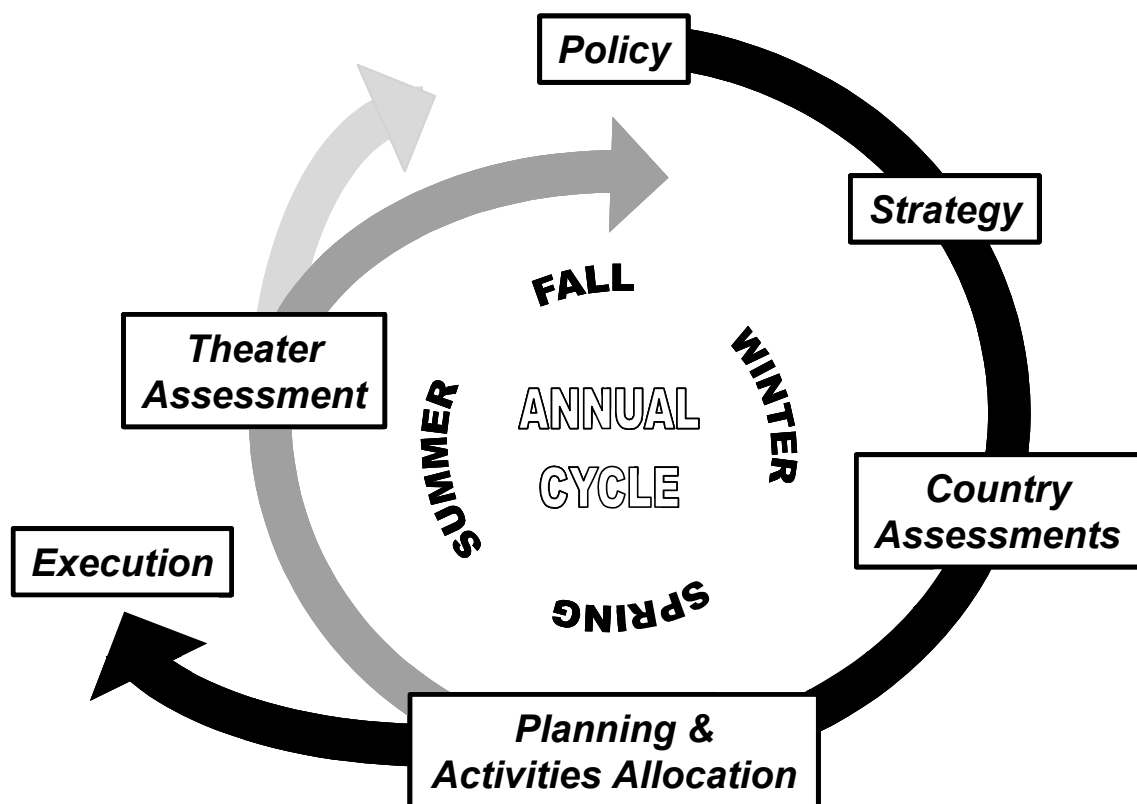 Policy
Strategy
FALL
WINTER
Theater
Assessment
ANNUAL
CYCLE
SUMMER
Country
Assessments
Execution
SPRING
Planning &
Activities Allocation